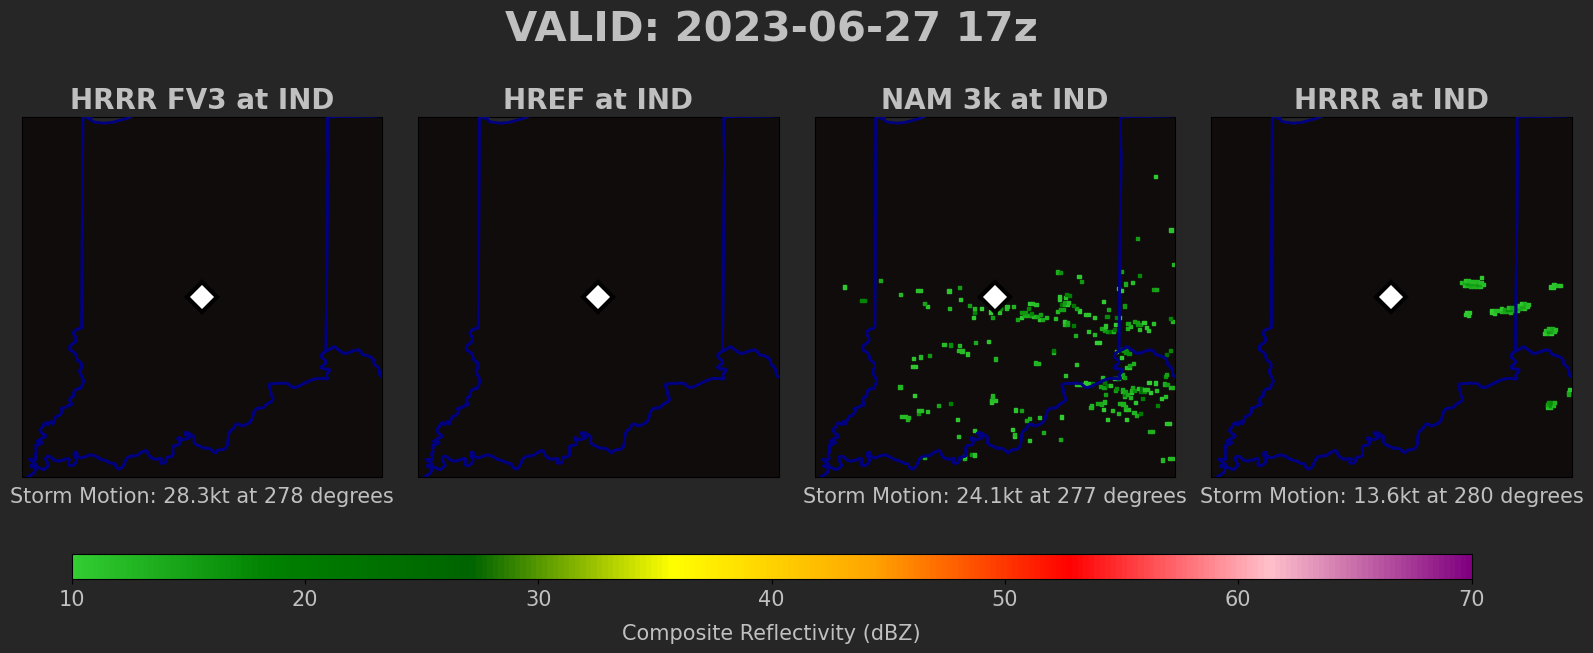 VALID: 2023-06-27 17z
HRRR FV3 at IND
HREF at IND
NAM 3k at IND
HRRR at IND
Storm Motion: 28.3kt at 278 degrees
Storm Motion: 24.1kt at 277 degrees
Storm Motion: 13.6kt at 280 degrees
10 20 30 40 50 60 70
Composite Reflectivity (dBZ)